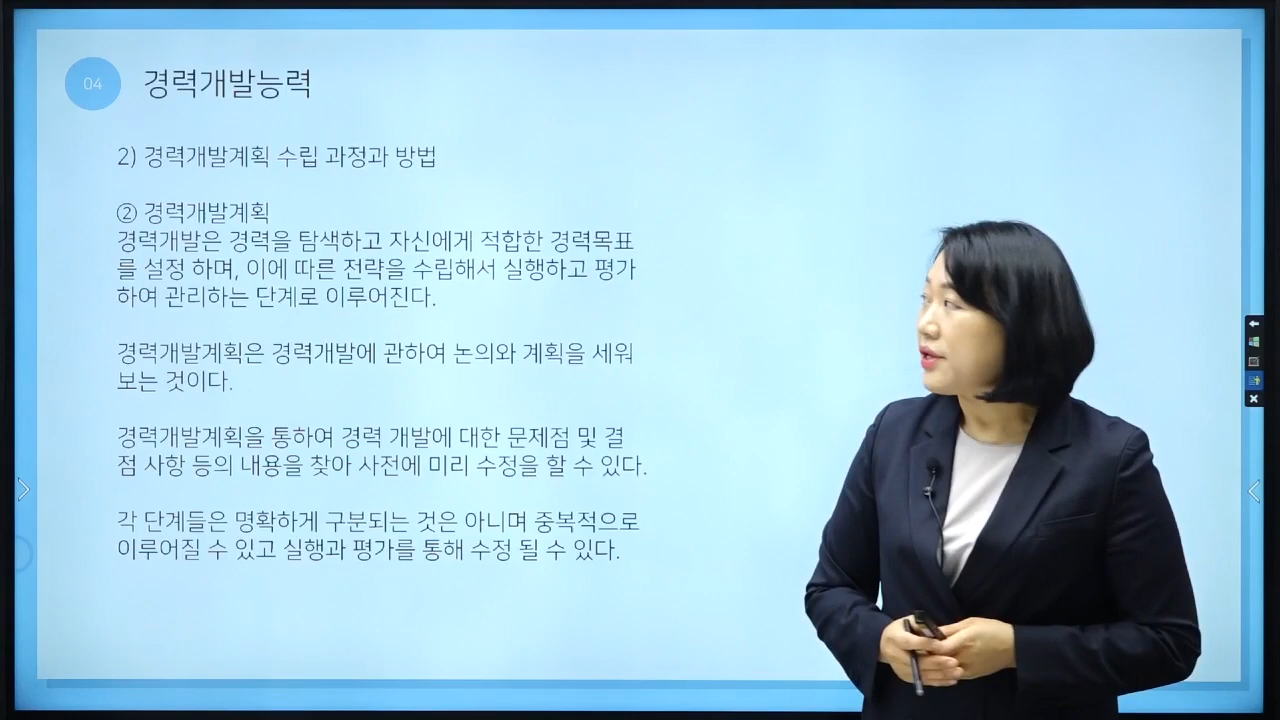 04
경력개발능력
2) 경력개발계획 수립 과정과 방법
② 경력개발계획
경력개발은 경력을 탐색하고 자신에게 적합한 경력목표
를 설정 하며, 이에 따른 전략을 수립해서 실행하고 평가
하여 관리하는 단계로 이루어진다.
경력개발계획은 경력개발에 관하여 논의와 계획을 세워
보는 것이다.
경력개발계획을 통하여 경력 개발에 대한 문제점 및 결
점 사항 등의 내용을 찾아 사전에 미리 수정을 할 수 있다.
각 단계들은 명확하게 구분되는 것은 아니며 중복적으로
이루어질 수 있고 실행과 평가를 통해 수정 될 수 있다.